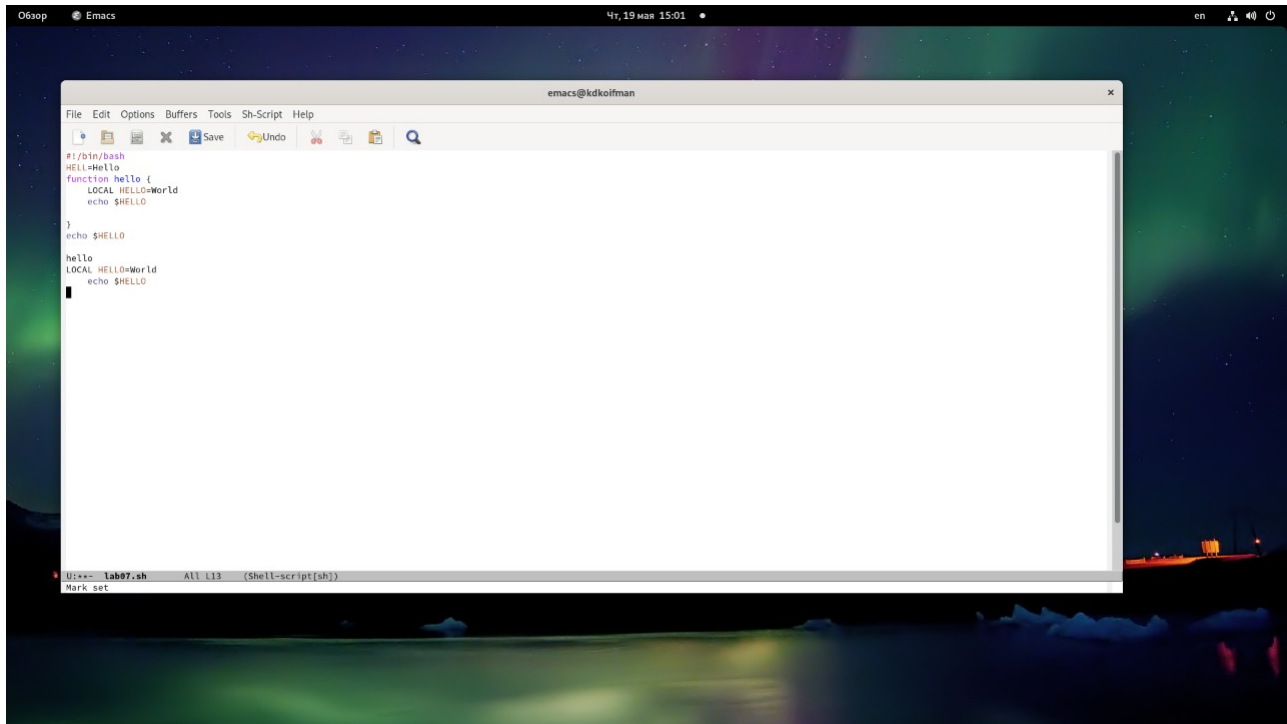 Обзор Emacs Чт, 19 мая 15:01 en
emacs@kdkoifman
File Edit Options Buffers Tools Sh-Script Help
Save Undo
#!/bin/bash
HELL=Hello
function hello {
    LOCAL HELLO=World
    echo $HELLO
}
echo $HELLO
hello
LOCAL HELLO=World
    echo $HELLO
U:**- lab07.sh All L13 (Shell-script[sh])
Mark set